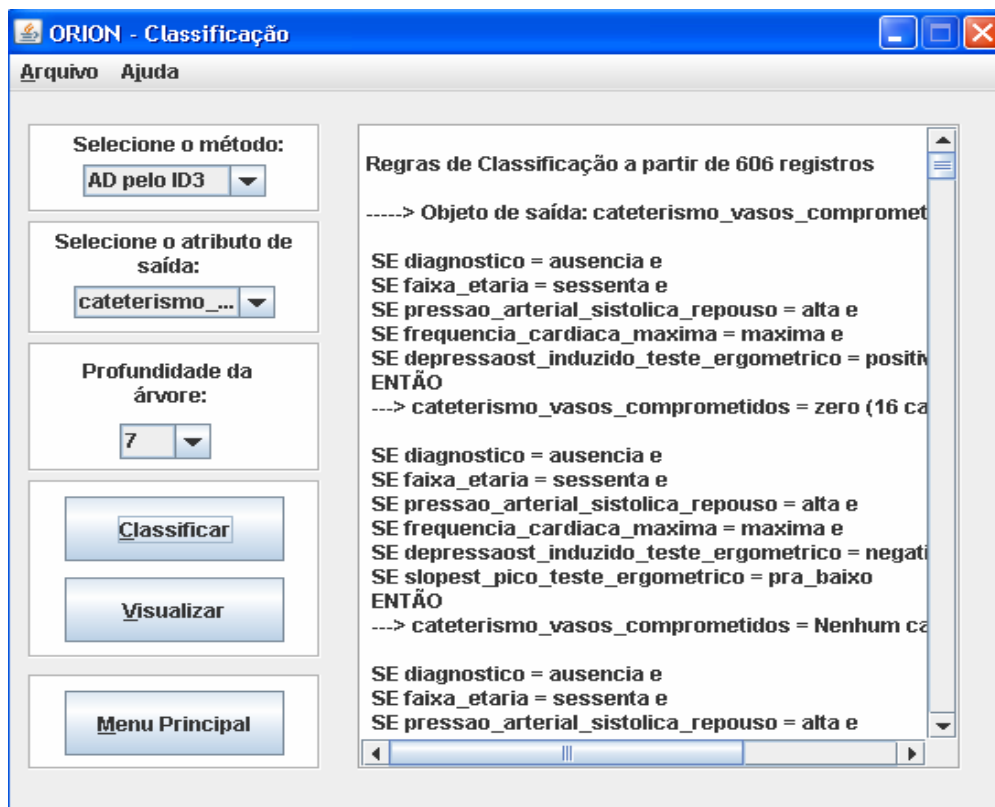 ORION - Classificação
Arquivo Ajuda
Selecione o método:
AD pelo ID3
Selecione o atributo de
saída:
cateterismo_...
Profundidade da
árvore:
7
Classificar
Visualizar
Menu Principal
Regras de Classificação a partir de 606 registros
-----> Objeto de saída: cateterismo_vasos_compromet
SE diagnostico = ausencia e
SE faixa_etaria = sessenta e
SE pressao_arterial_sistolica_repouso = alta e
SE frequencia_cardiaca_maxima = maxima e
SE depressaost_induzido_teste_ergometrico = positiv
ENTÃO
---> cateterismo_vasos_comprometidos = zero (16 ca
SE diagnostico = ausencia e
SE faixa_etaria = sessenta e
SE pressao_arterial_sistolica_repouso = alta e
SE frequencia_cardiaca_maxima = maxima e
SE depressaost_induzido_teste_ergometrico = negati
SE slopest_pico_teste_ergometrico = pra_baixo
ENTÃO
---> cateterismo_vasos_comprometidos = Nenhum ca
SE diagnostico = ausencia e
SE faixa_etaria = sessenta e
SE pressao_arterial_sistolica_repouso = alta e